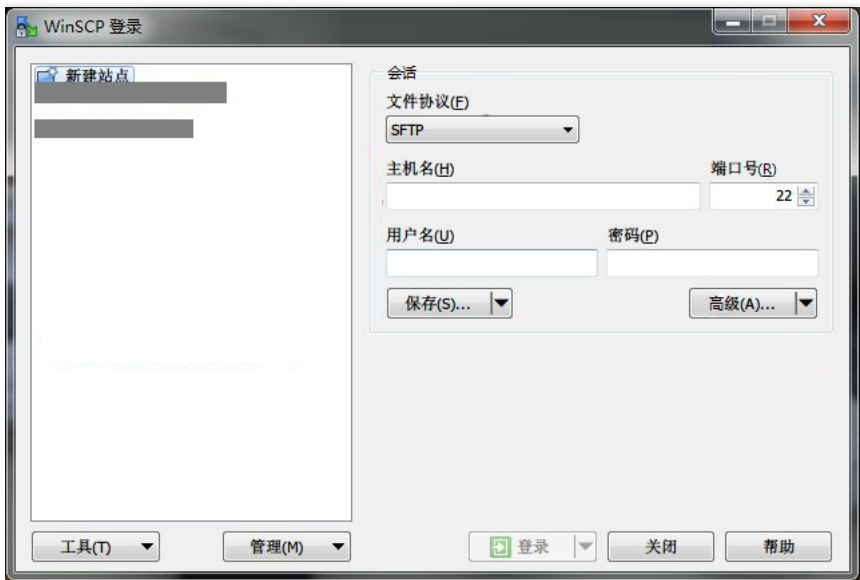 WinSCP 登录
新建站点
会话
文件协议(F)
SFTP
主机名(H) 端口号(R)
22
用户名(U) 密码(P)
保存(S)... 高级(A)...
工具(T) 管理(M) 登录 关闭 帮助